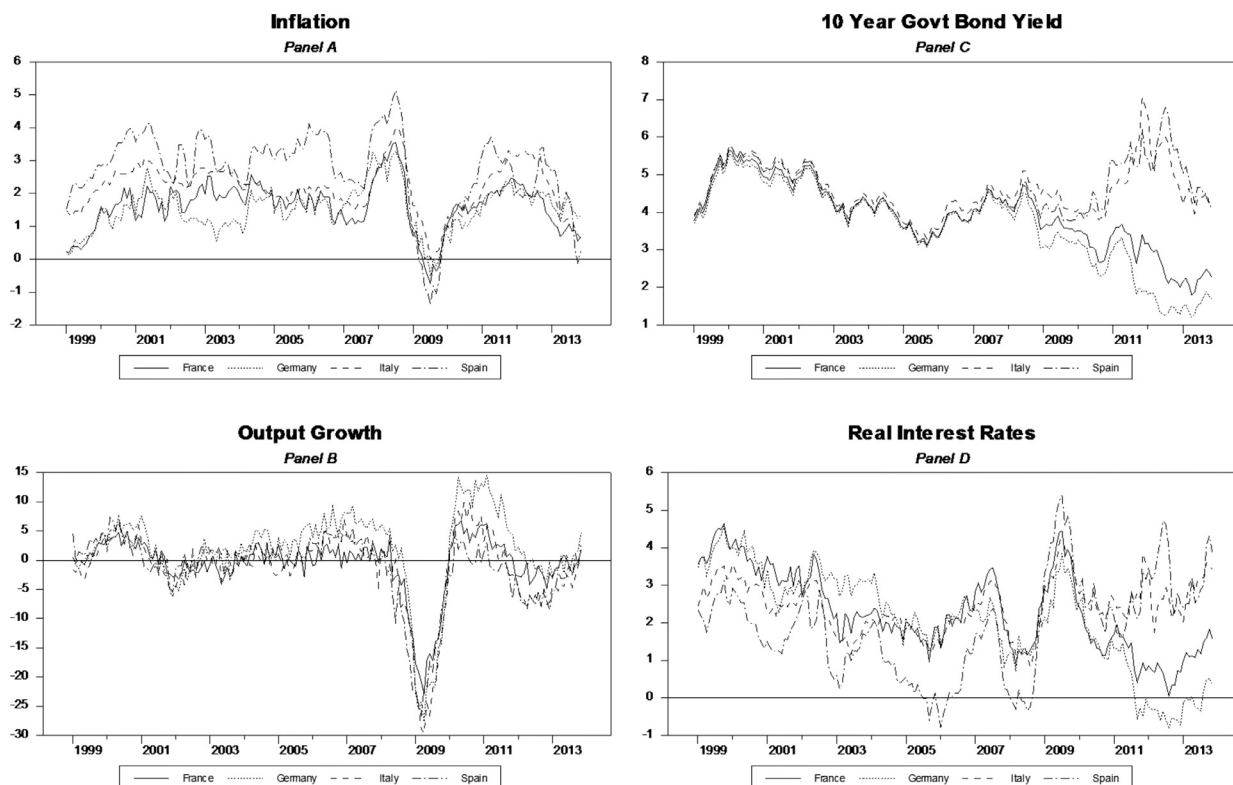 Inflation
Panel A
6
5
4
3
2
1
0
-1
-2
1999 2001 2003 2005 2007 2009 2011 2013
France Germany Italy Spain
10 Year Govt Bond Yield
Panel C
8
7
6
5
4
3
2
1
1999 2001 2003 2005 2007 2009 2011 2013
France Germany Italy Spain
Output Growth
Panel B
15
10
5
0
-5
-10
-15
-20
-25
-30
1999 2001 2003 2005 2007 2009 2011 2013
France Germany Italy Spain
Real Interest Rates
Panel D
6
5
4
3
2
1
0
-1
1999 2001 2003 2005 2007 2009 2011 2013
France Germany Italy Spain